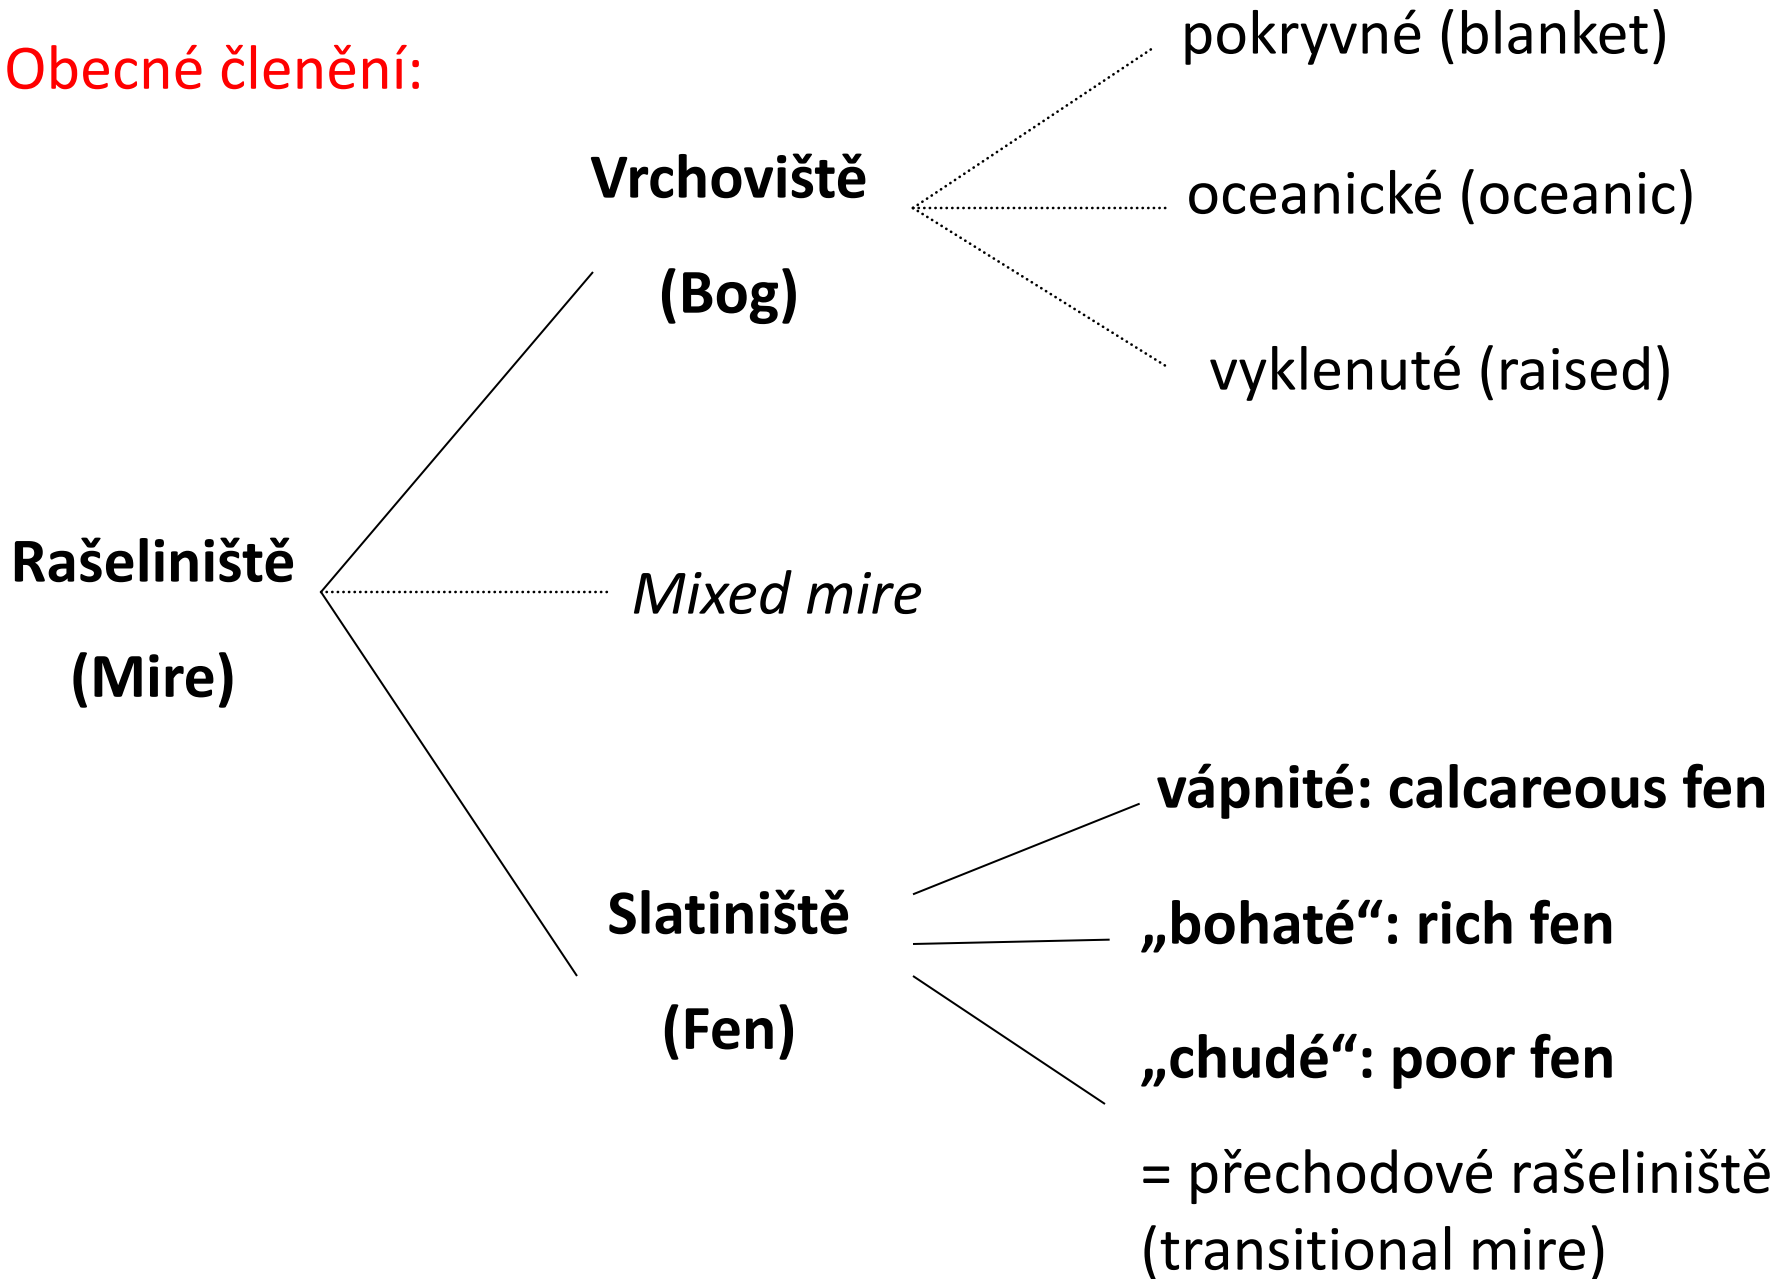 Obecné členění:
pokryvné (blanket)
Vrchoviště
(Bog)
oceanické (oceanic)
vyklenuté (raised)
Rašeliniště
(Mire)
Mixed mire
Slatiniště
(Fen)
vápnité: calcareous fen
„bohaté“: rich fen
„chudé“: poor fen
= přechodové rašeliniště
(transitional mire)